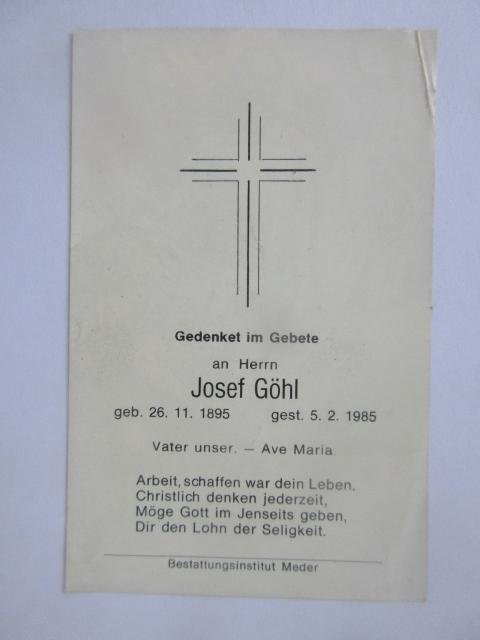 Gedenket im Gebete
an Herrn
Josef Göhl
geb. 26. 11. 1895 gest. 5. 2. 1985
Vater unser. – Ave Maria.
Arbeit, schaffen war dein Leben,
Christlich denken jederzeit,
Möge Gott im Jenseits geben,
Dir den Lohn der Seligkeit.
Bestattungsinstitut Meder